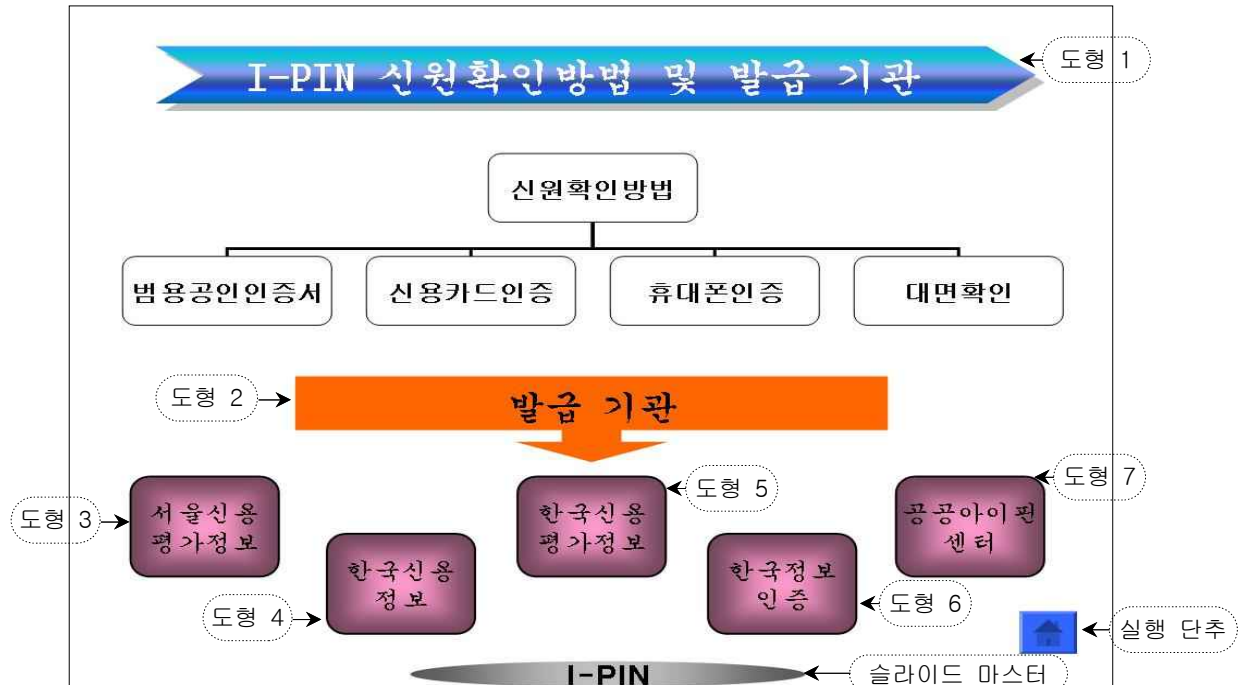 I-PIN 신원확인방법 및 발급 기관
도형 1
신원확인방법
범용공인인증서
신용카드인증
휴대폰인증
대면확인
도형 2
발급 기관
도형 3
서울신용
평가정보
도형 4
한국신용
정보
도형 5
한국신용
평가정보
도형 6
한국정보
인증
도형 7
공공아이핀
센터
실행 단추
I-PIN
슬라이드 마스터